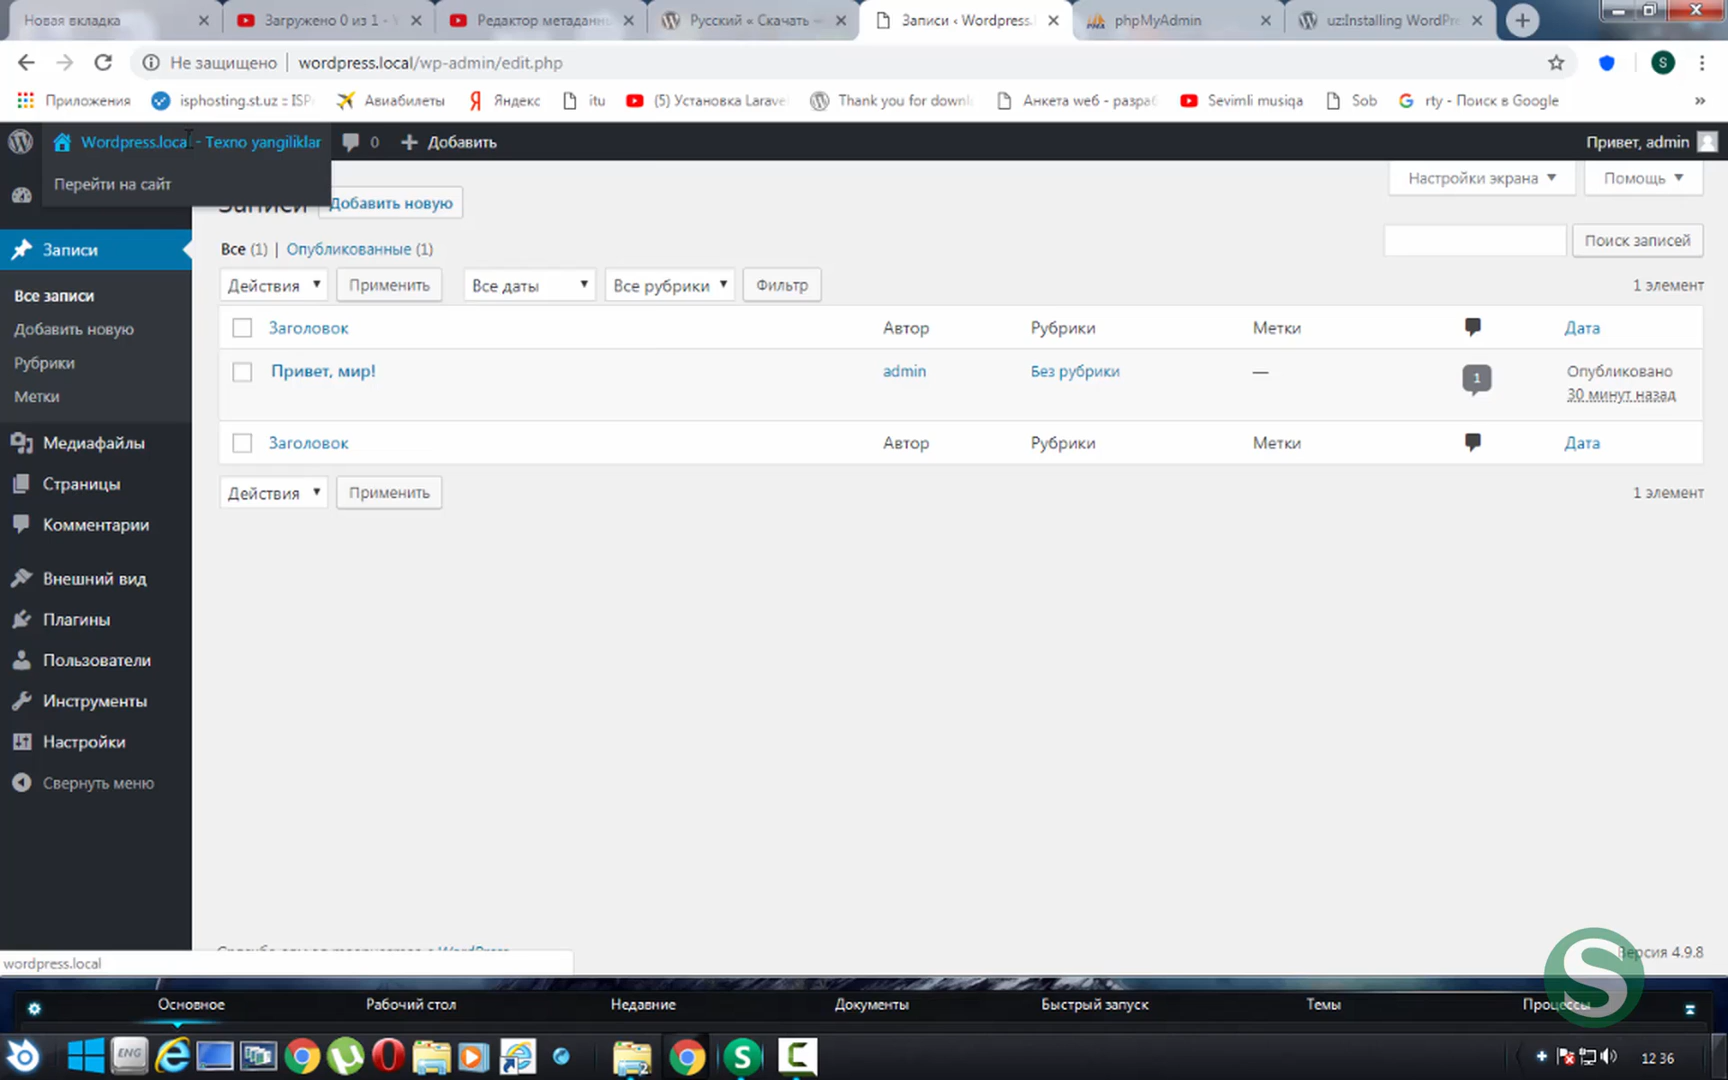 Новая вкладка
Загружено 0 из 1 - Y
Редактор метаданн
Русский « Скачать —
Записи ‹ Wordpress.
phpMyAdmin
uz:Installing WordPre
Не защищено
wordpress.local/wp-admin/edit.php
Приложения
isphosting.st.uz :: ISP
Авиабилеты
Яндекс
itu
(5) Установка Larave
Thank you for downl
Анкета web - разраб
Sevimli musiqa
Sob
rty - Поиск в Google
»
Wordpress.local - Texno yangiliklar
0
Добавить
Привет, admin
Перейти на сайт
Записи
Добавить новую
Настройки экрана
Помощь
Все (1) | Опубликованные (1)
Поиск записей
Действия
Применить
Все даты
Все рубрики
Фильтр
1 элемент
Заголовок
Автор
Рубрики
Метки
Дата
Привет, мир!
admin
Без рубрики
—
1
Опубликовано
30 минут назад
Заголовок
Автор
Рубрики
Метки
Дата
Действия
Применить
1 элемент
Записи
Все записи
Добавить новую
Рубрики
Метки
Медиафайлы
Страницы
Комментарии
Внешний вид
Плагины
Пользователи
Инструменты
Настройки
Свернуть меню
Версия 4.9.8
wordpress.local
Основное
Рабочий стол
Недавние
Документы
Быстрый запуск
Темы
Процессы
ENG
12 36